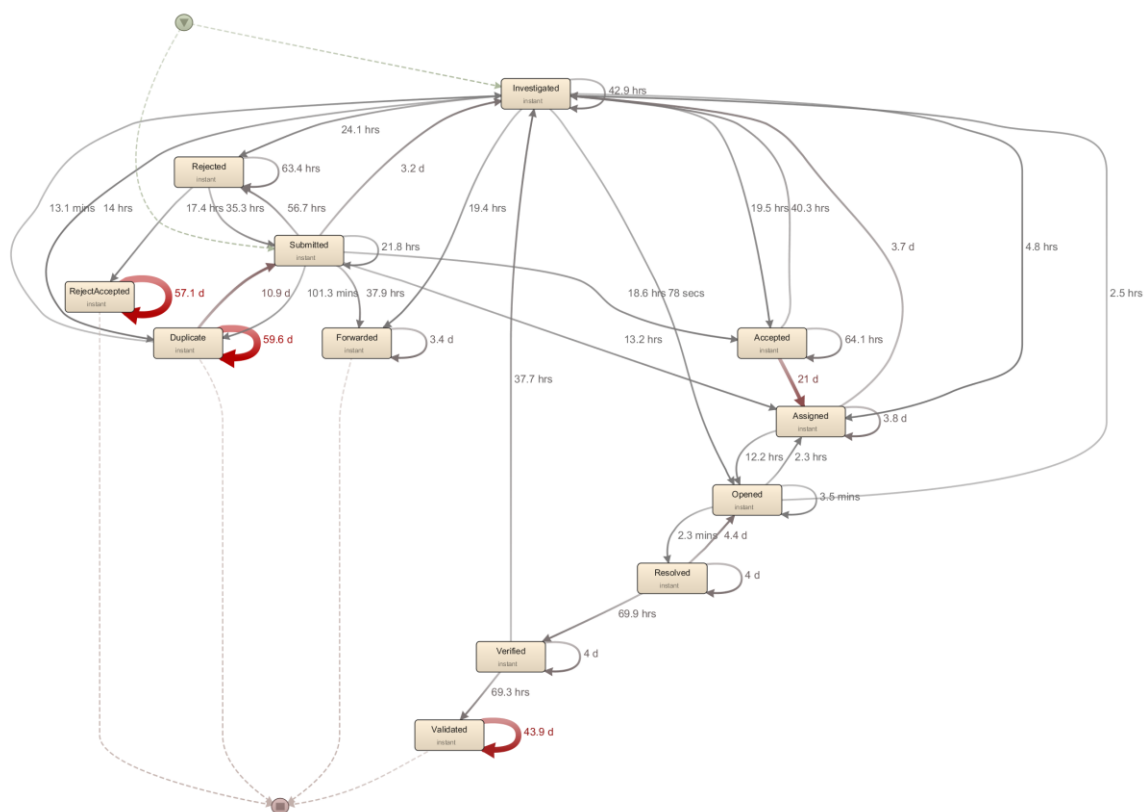 Investigated
instant
42.9 hrs
24.1 hrs
Rejected
instant
63.4 hrs
3.2 d
13.1 mins
14 hrs
17.4 hrs
35.3 hrs
56.7 hrs
19.4 hrs
19.5 hrs
40.3 hrs
Submitted
instant
21.8 hrs
3.7 d
4.8 hrs
RejectAccepted
instant
57.1 d
10.9 d
101.3 mins
37.9 hrs
18.6 hrs
78 secs
2.5 hrs
Duplicate
instant
59.6 d
Forwarded
instant
3.4 d
13.2 hrs
Accepted
instant
64.1 hrs
37.7 hrs
21 d
Assigned
instant
3.8 d
12.2 hrs
2.3 hrs
Opened
instant
3.5 mins
2.3 mins
4.4 d
Resolved
instant
4 d
69.9 hrs
Verified
instant
4 d
69.3 hrs
Validated
instant
43.9 d